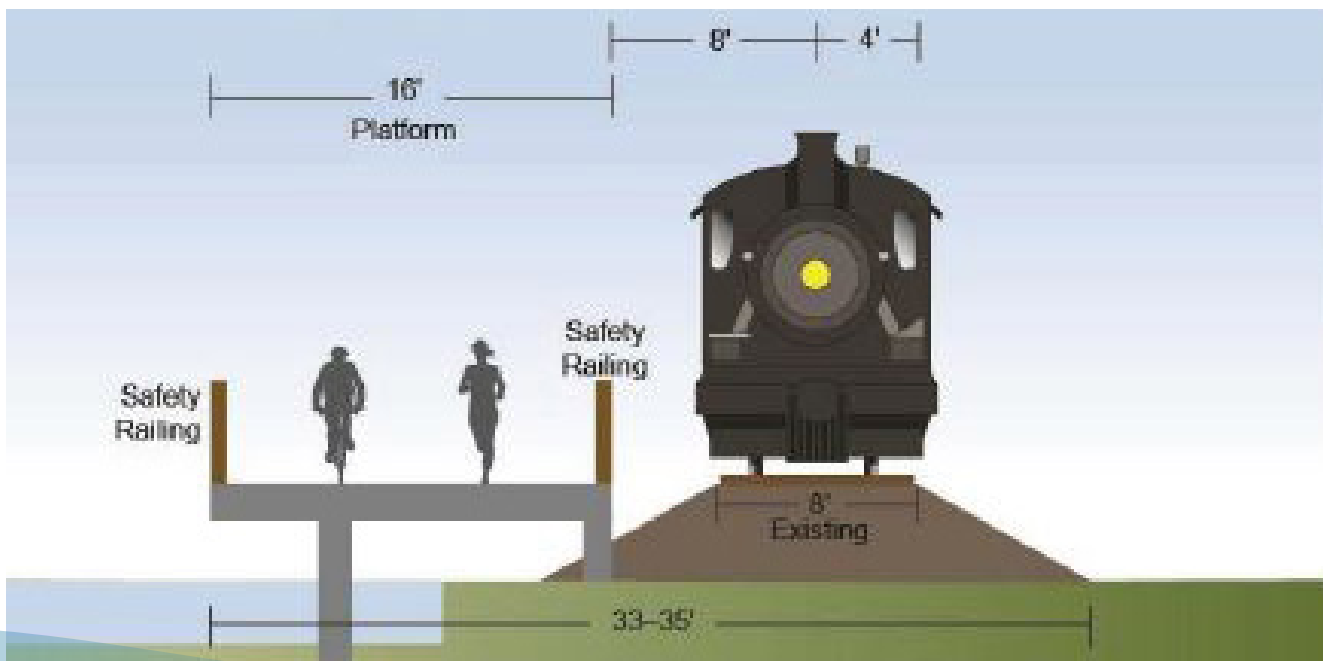 8' 4'
16'
Platform
Safety
Railing
Safety
Railing
8'
Existing
33–35'